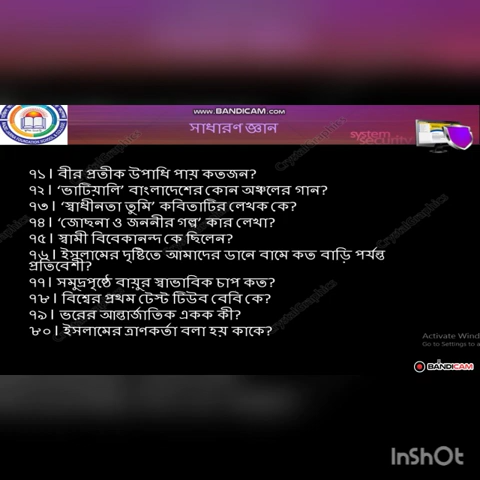 www.BANDICAM.com
সাধারণ জ্ঞান
system
security
৭১। বীর প্রতীক উপাধি পায় কতজন?
৭২। ‘ভাটিয়ালি’ বাংলাদেশের কোন অঞ্চলের গান?
৭৩। ‘স্বাধীনতা তুমি’ কবিতাটির লেখক কে?
৭৪। ‘জোছনা ও জননীর গল্প’ কার লেখা?
৭৫। স্বামী বিবেকানন্দ কে ছিলেন?
৭৬। ইসলামের দৃষ্টিতে আমাদের ডানে বামে কত বাড়ি পর্যন্ত
প্রতিবেশী?
৭৭। সমুদ্রপৃষ্ঠে বায়ুর স্বাভাবিক চাপ কত?
৭৮। বিশ্বের প্রথম টেস্ট টিউব বেবি কে?
৭৯। ভরের আন্তর্জাতিক একক কী?
৮০। ইসলামের ত্রাণকর্তা বলা হয় কাকে?
Activate Wind
Go to Settings to a
BANDICAM
InShOt